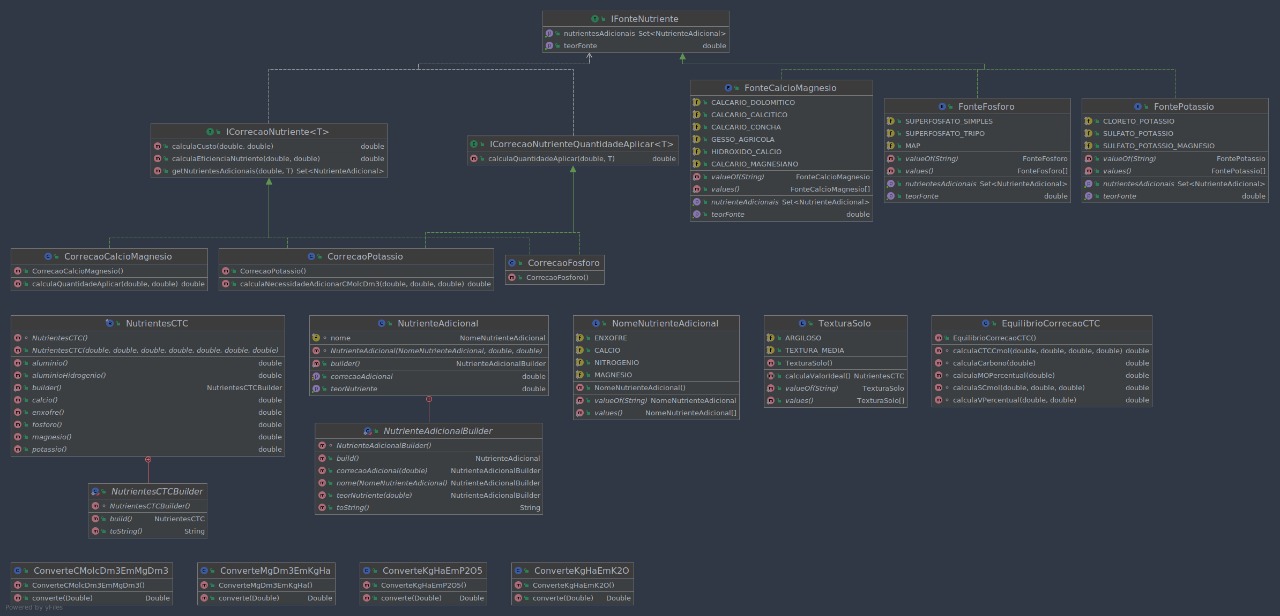 IFonteNutriente
nutrientesAdicionais Set<NutrienteAdicional>
teorFonte double
ICorrecaoNutriente<T>
calculaCusto(double, double) double
calculaEficienciaNutriente(double, double) double
getNutrientesAdicionais(double, T) Set<NutrienteAdicional>
ICorrecaoNutrienteQuantidadeAplicar<T>
calculaQuantidadeAplicar(double, T) double
FonteCalcioMagnesio
CALCARIO_DOLOMITICO
CALCARIO_CALCITICO
CALCARIO_CONCHA
GESSO_AGRICOLA
HIDROXIDO_CALCIO
CALCARIO_MAGNESIANO
valueOf(String) FonteCalcioMagnesio
values() FonteCalcioMagnesio[]
nutrienteAdicionais Set<NutrienteAdicional>
teorFonte double
FonteFosforo
SUPERFOSFATO_SIMPLES
SUPERFOSFATO_TRIPO
MAP
valueOf(String) FonteFosforo
values() FonteFosforo[]
nutrientesAdicionais Set<NutrienteAdicional>
teorFonte double
FontePotassio
CLORETO_POTASSIO
SULFATO_POTASSIO
SULFATO_POTASSIO_MAGNESIO
valueOf(String) FontePotassio
values() FontePotassio[]
nutrientesAdicionais Set<NutrienteAdicional>
teorFonte double
CorrecaoCalcioMagnesio
CorrecaoCalcioMagnesio()
calculaQuantidadeAplicar(double, double) double
CorrecaoPotassio
CorrecaoPotassio()
calculaNecessidadeAdicionarCMolcDm3(double, double, double) double
CorrecaoFosforo
CorrecaoFosforo()
NutrientesCTC
NutrientesCTC()
NutrientesCTC(double, double, double, double, double, double, double)
aluminio() double
aluminioHidrogenio() double
builder() NutrientesCTCBuilder
calcio() double
enxofre() double
fosforo() double
magnesio() double
potassio() double
NutrienteAdicional
nome NomeNutrienteAdicional
NutrienteAdicional(NomeNutrienteAdicional, double, double)
builder() NutrienteAdicionalBuilder
correcaoAdicional double
teorNutriente double
NomeNutrienteAdicional
ENXOFRE
CALCIO
NITROGENIO
MAGNESIO
NomeNutrienteAdicional()
valueOf(String) NomeNutrienteAdicional
values() NomeNutrienteAdicional[]
TexturaSolo
ARGILOSO
TEXTURA_MEDIA
TexturaSolo()
calculaValorIdeal() NutrientesCTC
valueOf(String) TexturaSolo
values() TexturaSolo[]
EquilibrioCorrecaoCTC
EquilibrioCorrecaoCTC()
calculaCTCCmol(double, double, double, double) double
calculaCarbono(double) double
calculaMOPercentual(double) double
calculaSCmol(double, double, double) double
calculaVPercentual(double, double) double
NutrienteAdicionalBuilder
NutrienteAdicionalBuilder()
build() NutrienteAdicional
correcaoAdicional(double) NutrienteAdicionalBuilder
nome(NomeNutrienteAdicional) NutrienteAdicionalBuilder
teorNutriente(double) NutrienteAdicionalBuilder
toString() String
NutrientesCTCBuilder
NutrientesCTCBuilder()
build() NutrientesCTC
toString() String
ConverteCMolcDm3EmMgDm3
ConverteCMolcDm3EmMgDm3()
converte(Double) Double
ConverteMgDm3EmKgHa
ConverteMgDm3EmKgHa()
converte(Double) Double
ConverteKgHaEmP2O5
ConverteKgHaEmP2O5()
converte(Double) Double
ConverteKgHaEmK2O
ConverteKgHaEmK2O()
converte(Double) Double
Powered by yFiles